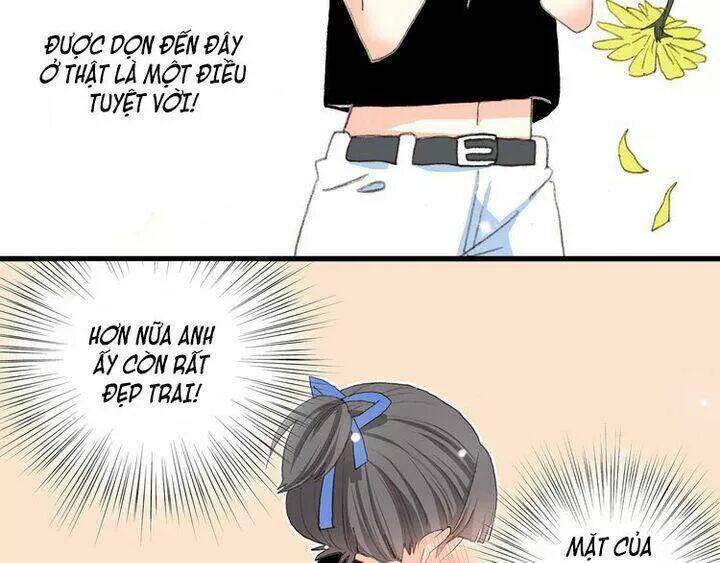 ĐƯỢC DỌN ĐẾN ĐÂY
Ở THẬT LÀ MỘT ĐIỀU
TUYỆT VỜI!
HƠN NỮA ANH
ẤY CÒN RẤT
ĐẸP TRAI!
MẶT CỦA